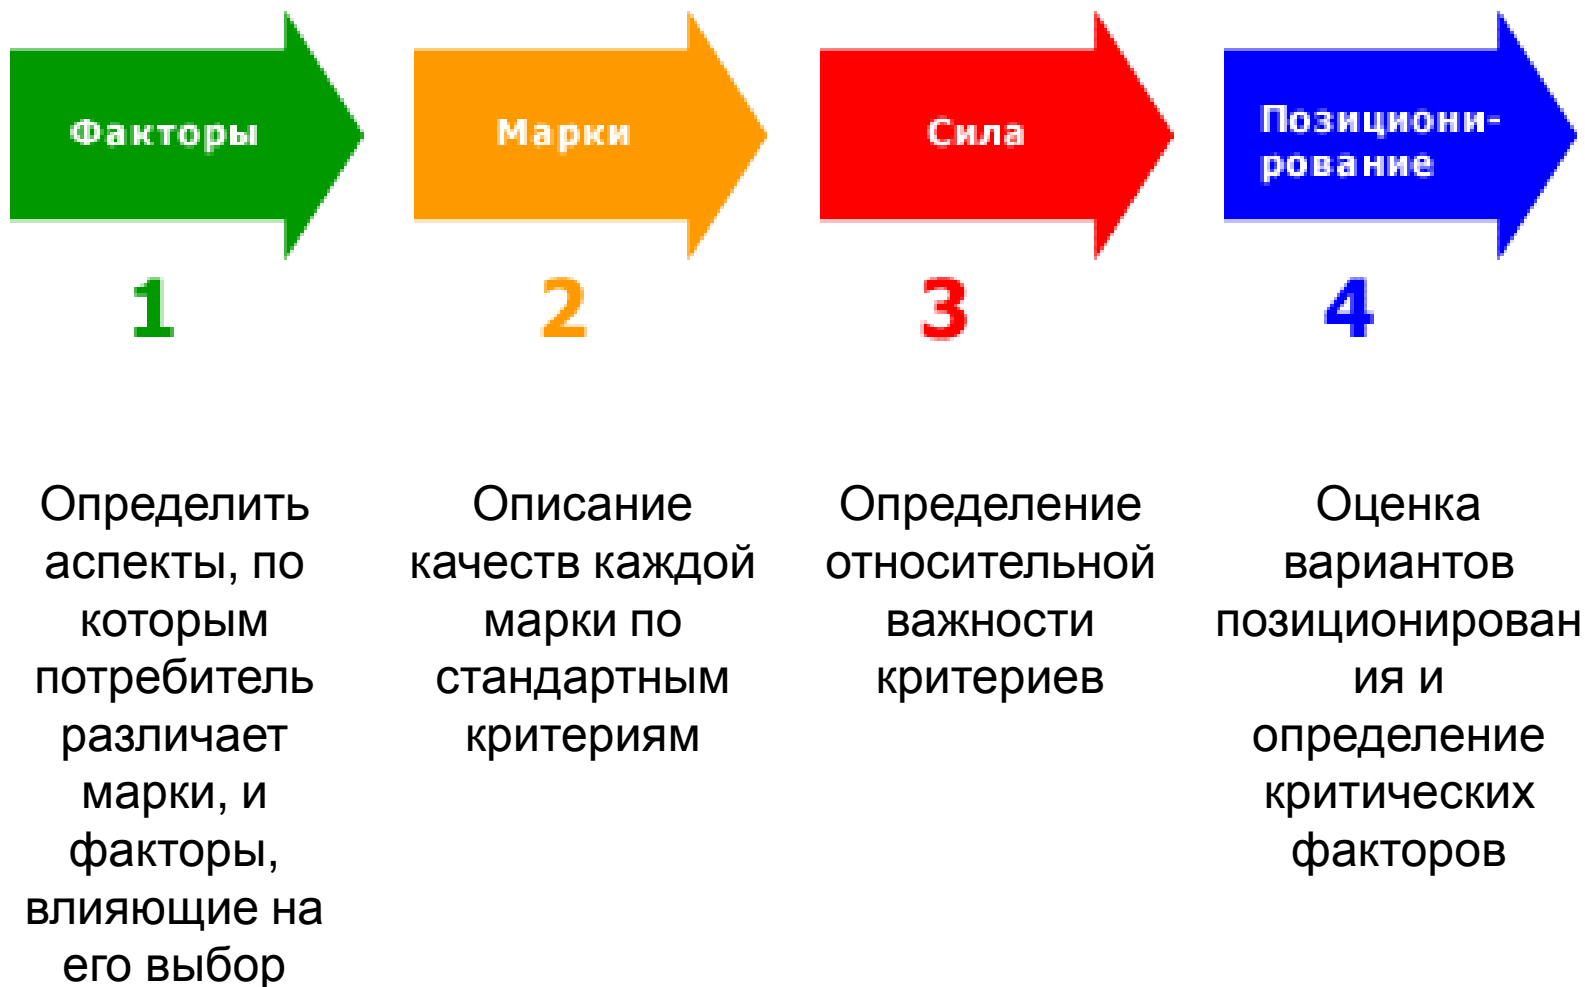 Факторы
Марки
Сила
Позициони-
рование
1
2
3
4
Определить
аспекты, по
которым
потребитель
различает
марки, и
факторы,
влияющие на
его выбор
Описание
качеств каждой
марки по
стандартным
критериям
Определение
относительной
важности
критериев
Оценка
вариантов
позиционирован
ия и
определение
критических
факторов